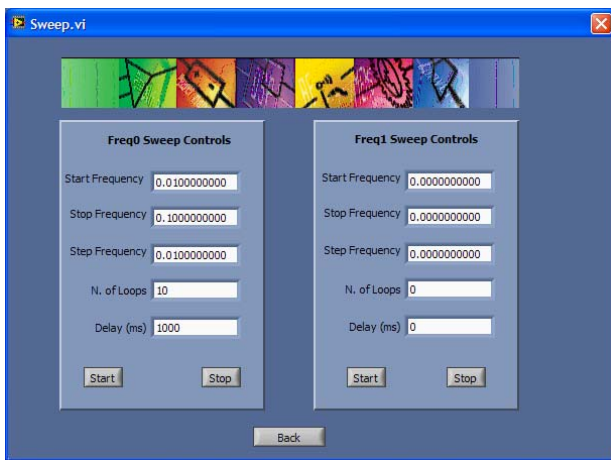 Sweep.vi
Freq0 Sweep Controls
Start Frequency 0.0100000000
Stop Frequency 0.1000000000
Step Frequency 0.0100000000
N. of Loops 10
Delay (ms) 1000
Start Stop
Freq1 Sweep Controls
Start Frequency 0.0000000000
Stop Frequency 0.0000000000
Step Frequency 0.0000000000
N. of Loops 0
Delay (ms) 0
Start Stop
Back